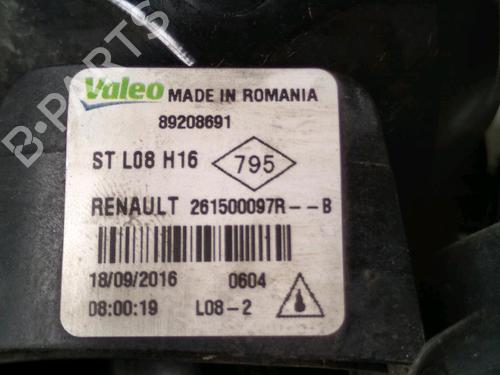 B-PARTS
Valeo MADE IN ROMANIA
89208691
ST L08 H16 795
RENAULT 261500097R--B
18/09/2016 0604
08:00:19 L08-2